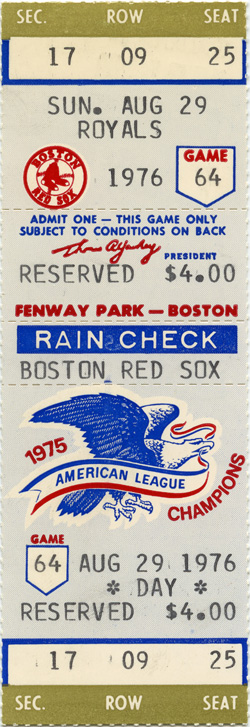 SEC. ROW SEAT
17 09 25
SUN. AUG 29
ROYALS
BOSTON
RED SOX
1976
GAME
64
ADMIT ONE — THIS GAME ONLY
SUBJECT TO CONDITIONS ON BACK
PRESIDENT
RESERVED $4.00
FENWAY PARK — BOSTON
RAIN CHECK
BOSTON RED SOX
1975
AMERICAN LEAGUE
CHAMPIONS
GAME
64
AUG 29 1976
* DAY *
RESERVED $4.00
17 09 25
SEC. ROW SEAT